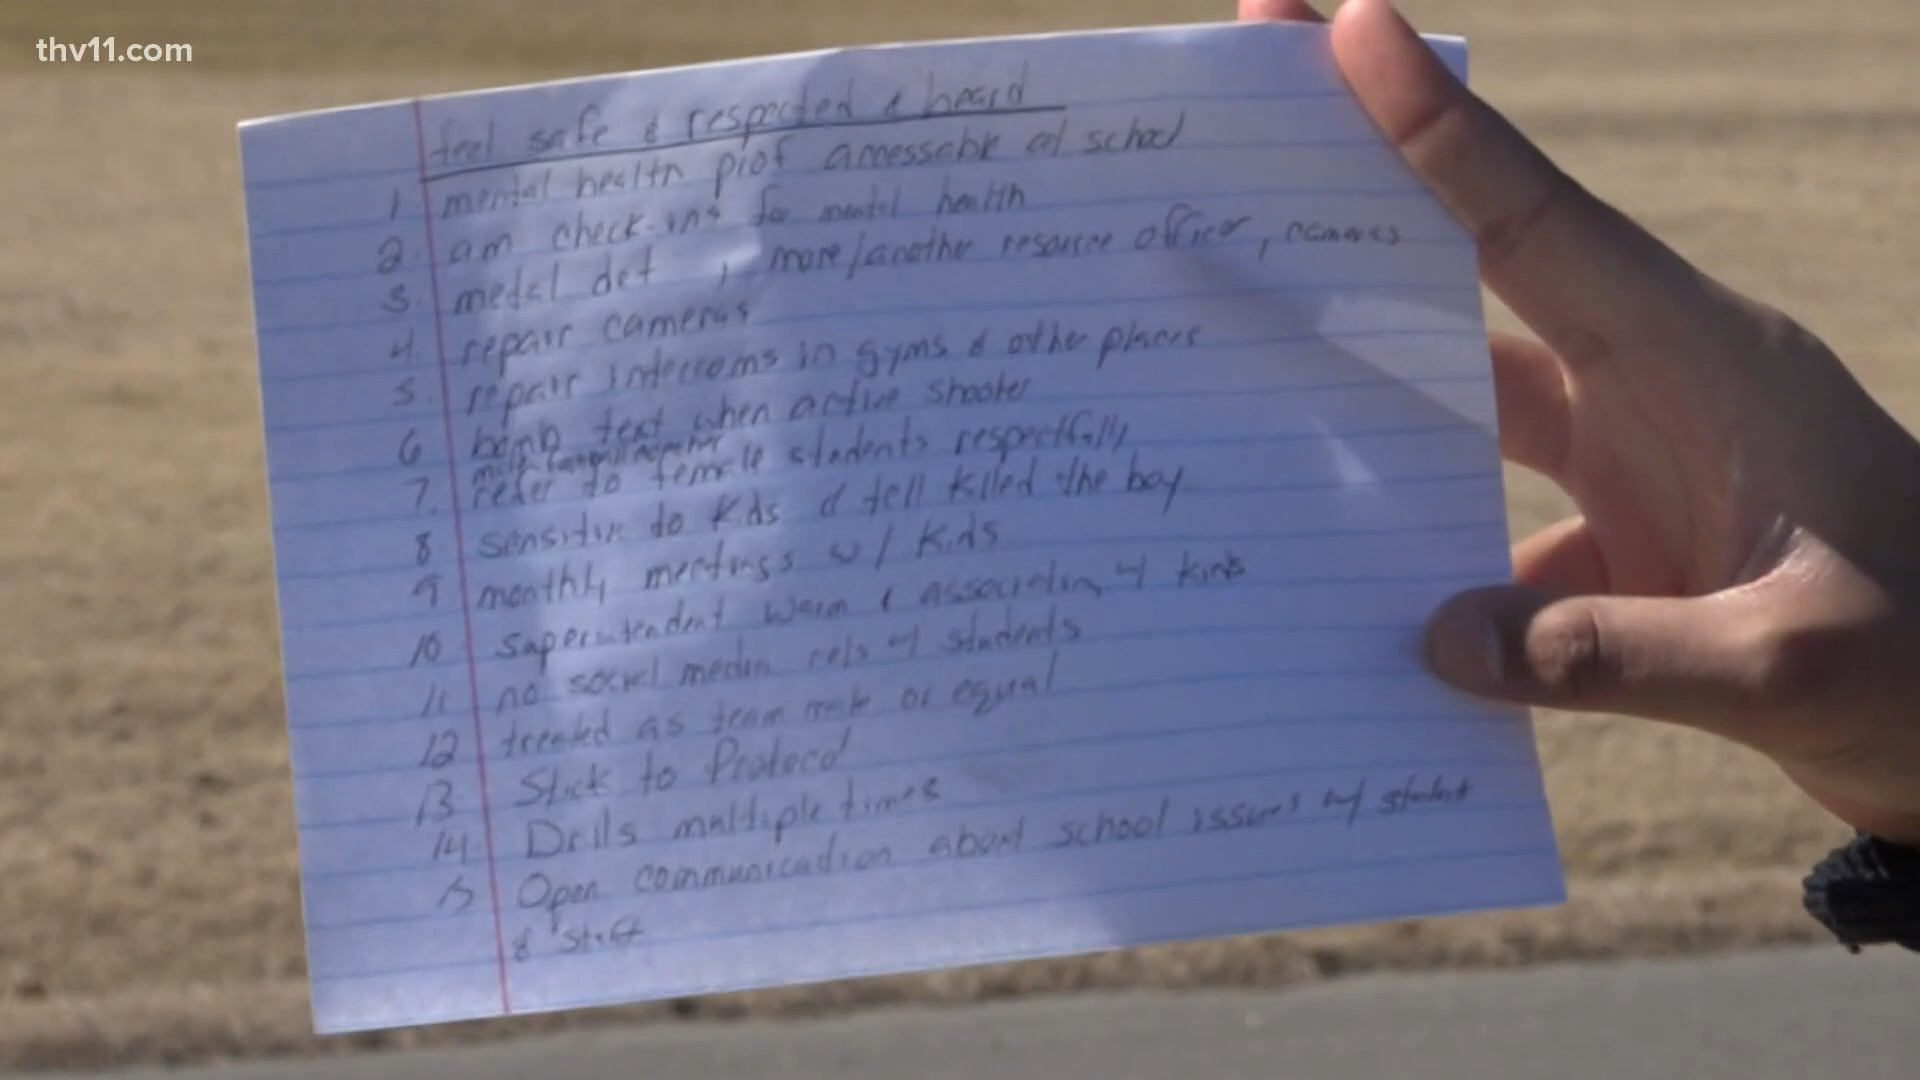 thv11.com
feel safe & respected & heard
1. mental health prof accessable at school
2. am check-ins for mental health
3. metal det , more/another resource officer, cameras
4. repair cameras
5. repair intercoms in gyms & other places
6 bomb text when active shooter
7. refer to female students respectfully
8 sensitive to kids & tell killed the boy
9 monthly meetings w/ kids
10 superintendent warm & w/
11 no social media rels w/ students
12 treated as team mate or equal
13 Stick to Protocol
14 Drills multiple times
15 Open communication about school issues w/ student
& staff